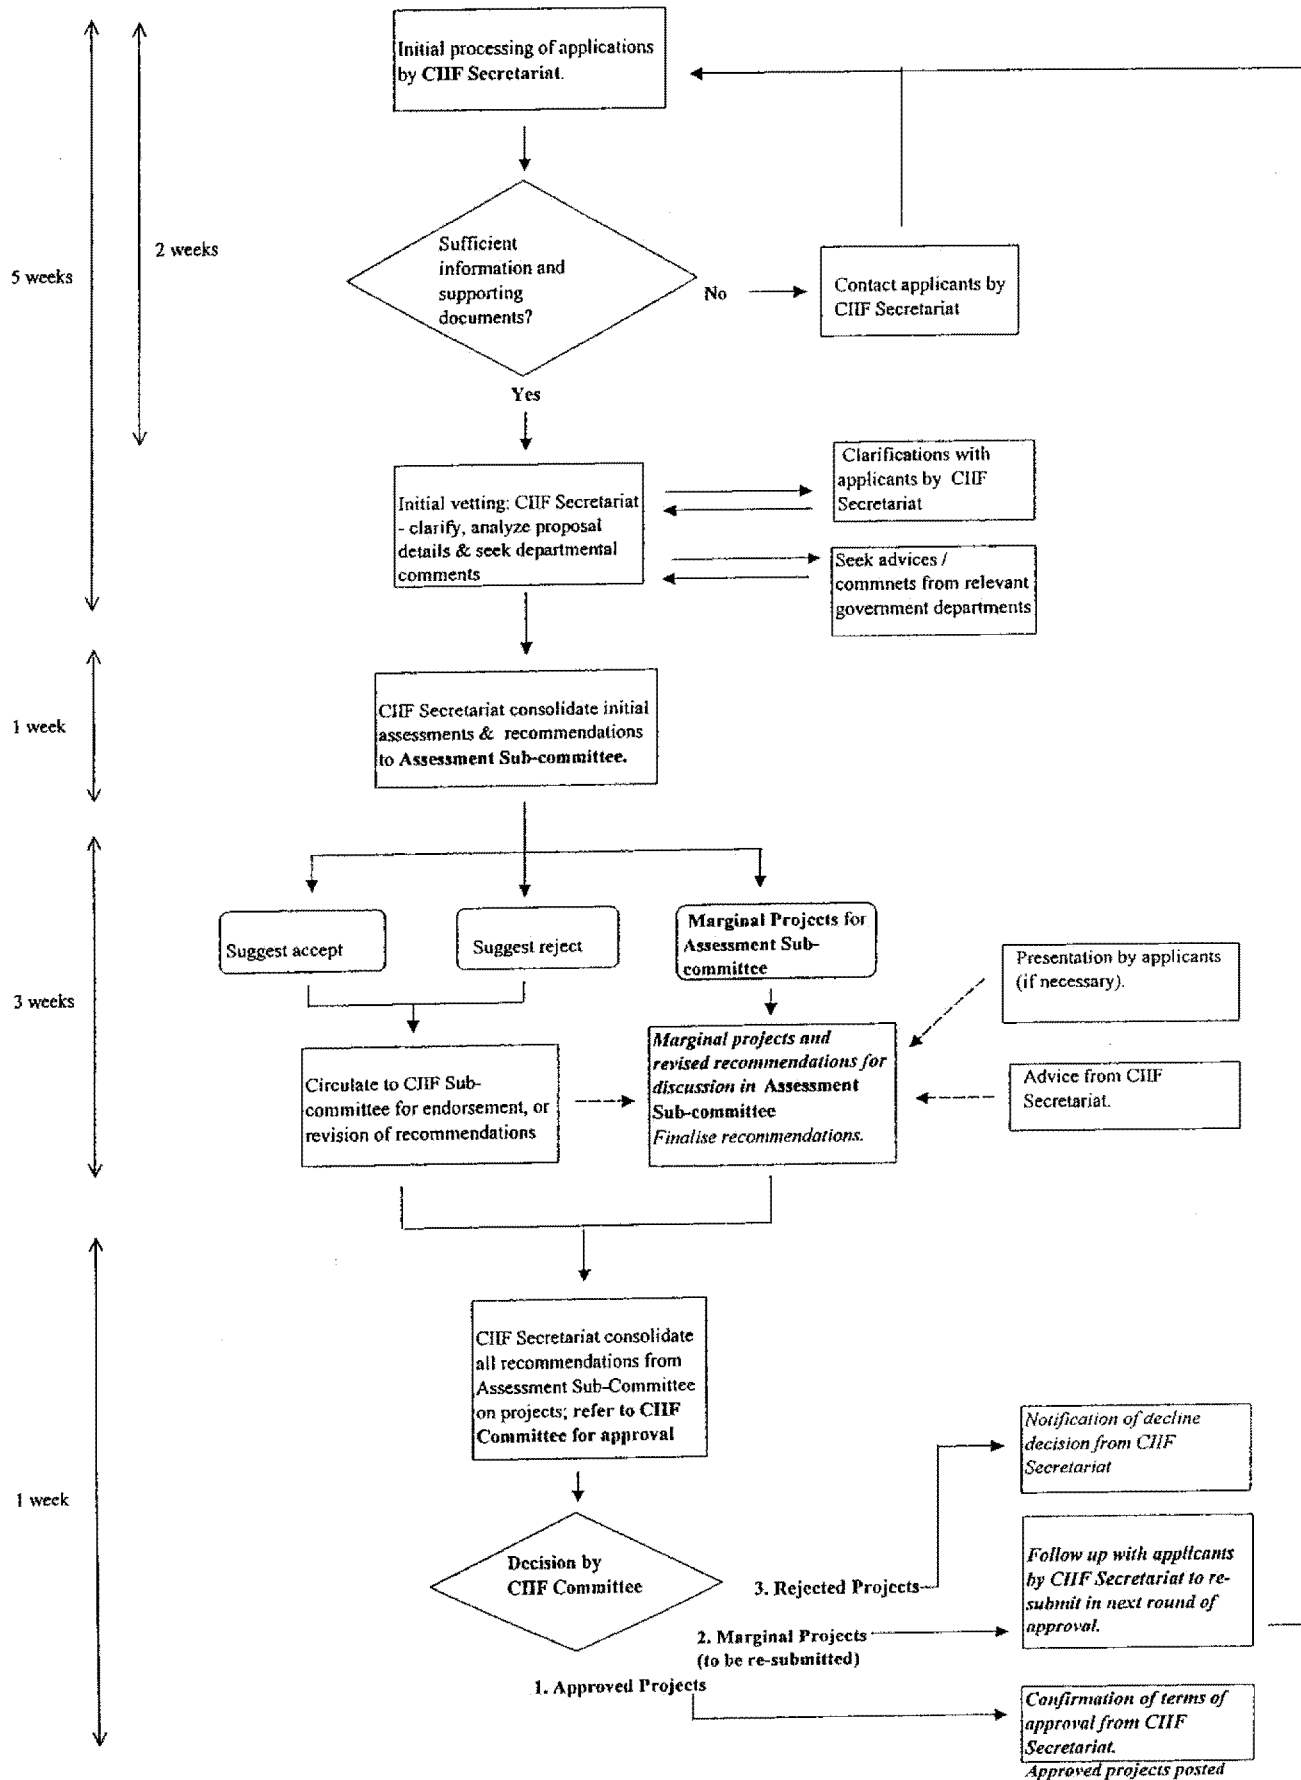 Initial processing of applications
by CIIF Secretariat.
2 weeks
5 weeks
Sufficient
information and
supporting
documents?
No
Contact applicants by
CIIF Secretariat
Yes
Initial vetting: CIIF Secretariat
- clarify, analyze proposal
details & seek departmental
comments
Clarifications with
applicants by CIIF
Secretariat
Seek advices /
commnets from relevant
government departments
1 week
CIIF Secretariat consolidate initial
assessments & recommendations
to Assessment Sub-committee.
3 weeks
Suggest accept
Suggest reject
Marginal Projects for
Assessment Sub-
committee
Presentation by applicants
(if necessary).
Circulate to CIIF Sub-
committee for endorsement, or
revision of recommendations
Marginal projects and
revised recommendations for
discussion in Assessment
Sub-committee
Finalise recommendations.
Advice from CIIF
Secretariat.
1 week
CIIF Secretariat consolidate
all recommendations from
Assessment Sub-Committee
on projects; refer to CIIF
Committee for approval
Decision by
CIIF Committee
3. Rejected Projects
Notification of decline
decision from CIIF
Secretariat
2. Marginal Projects
(to be re-submitted)
Follow up with applicants
by CIIF Secretariat to re-
submit in next round of
approval.
1. Approved Projects
Confirmation of terms of
approval from CIIF
Secretariat.
Approved projects posted